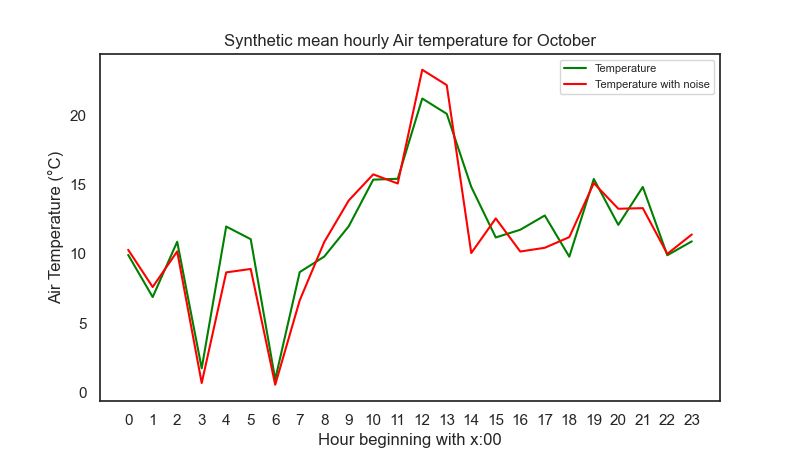 Synthetic mean hourly Air temperature for October
Temperature
Temperature with noise
20
15
10
5
0
Air Temperature (°C)
0 1 2 3 4 5 6 7 8 9 10 11 12 13 14 15 16 17 18 19 20 21 22 23
Hour beginning with x:00